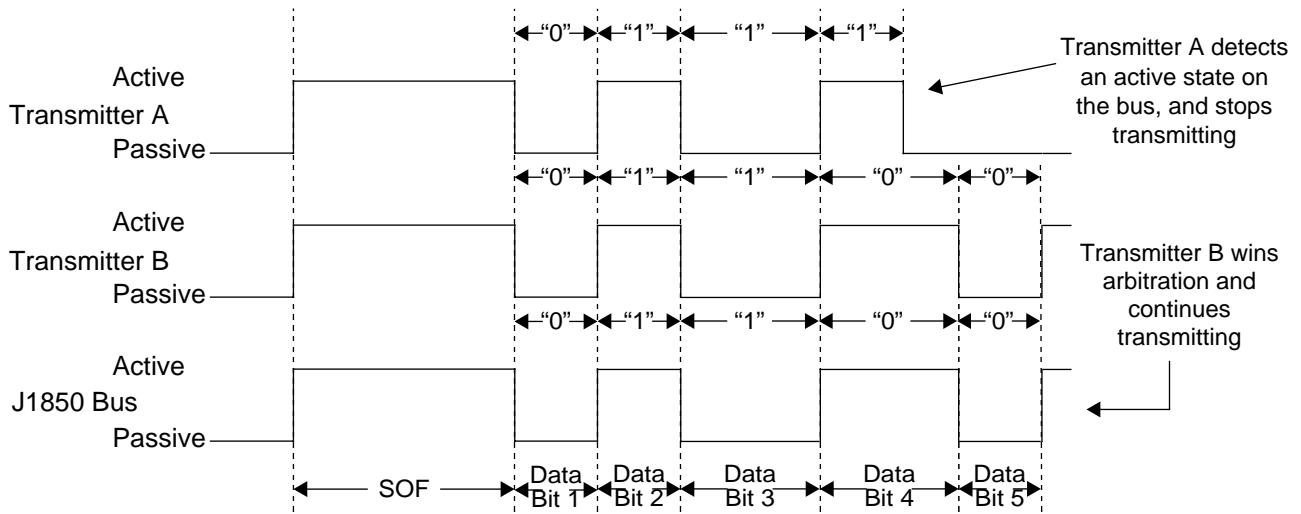 “0” “1” “1” “1”
Transmitter A detects
an active state on
the bus, and stops
transmitting
Active
Transmitter A
Passive
“0” “1” “1” “0” “0”
Active
Transmitter B
Passive
Transmitter B wins
arbitration and
continues
transmitting
“0” “1” “1” “0” “0”
Active
J1850 Bus
Passive
SOF
Data
Bit 1
Data
Bit 2
Data
Bit 3
Data
Bit 4
Data
Bit 5